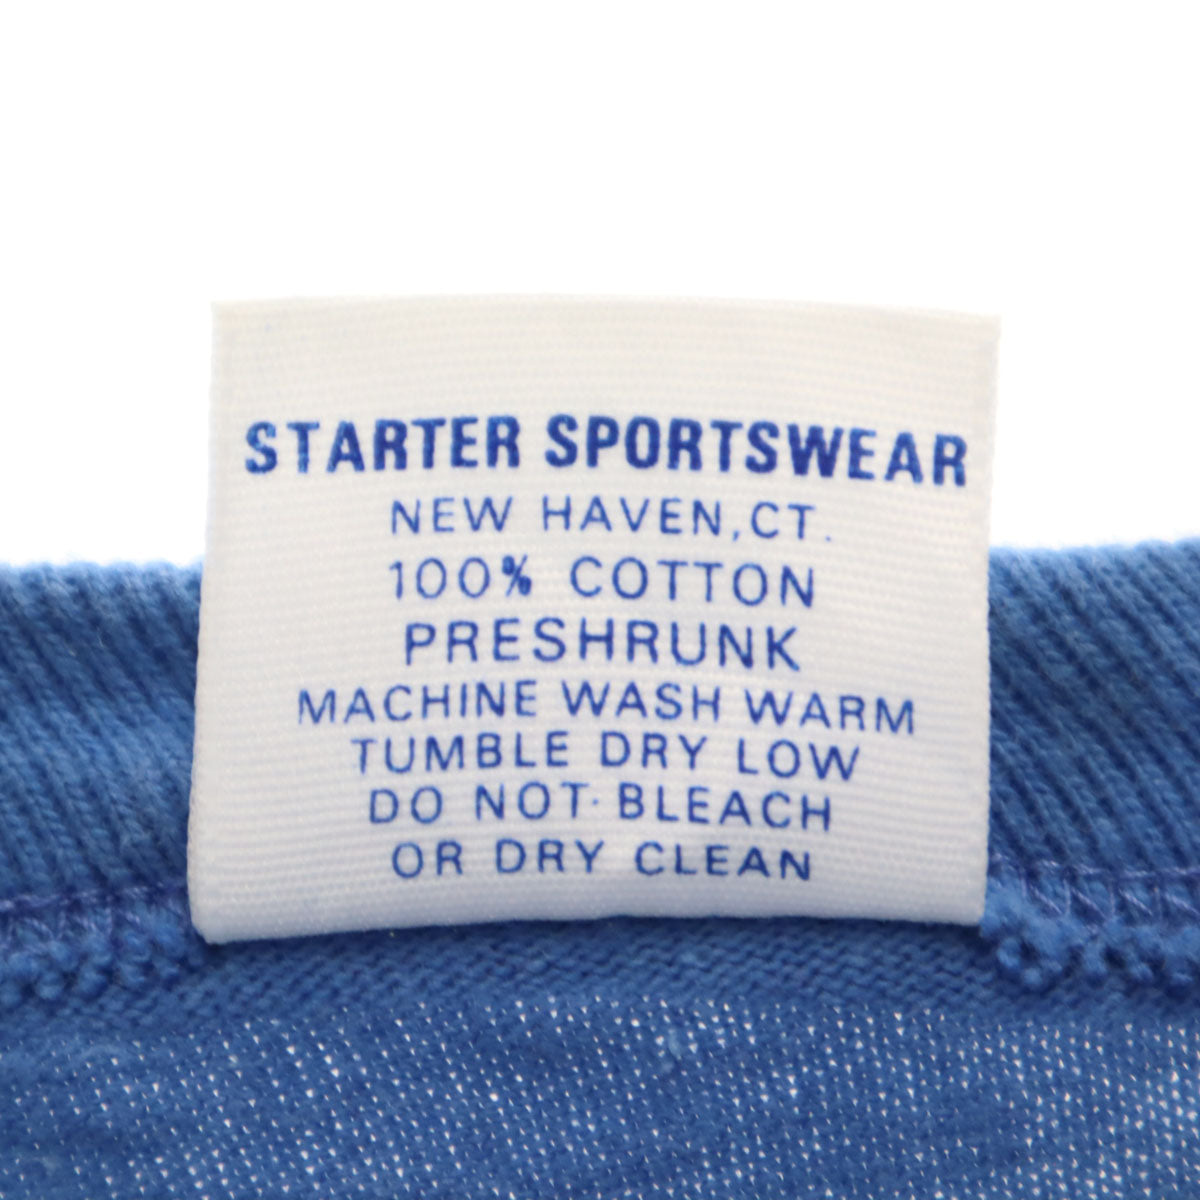 STARTER SPORTSWEAR
NEW HAVEN, CT.
100% COTTON
PRESHRUNK
MACHINE WASH WARM
TUMBLE DRY LOW
DO NOT· BLEACH
OR DRY CLEAN